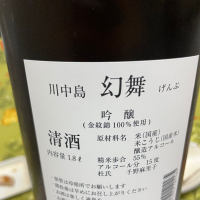 川中島 幻舞 げんぶ
吟醸
(金紋錦100%使用)
清酒
内容量 1.8ℓ
原材料名 米(国産)
米こうじ(国産米)
醸造アルコール
精米歩合 55%
アルコール分 15度
杜氏 千野麻里子